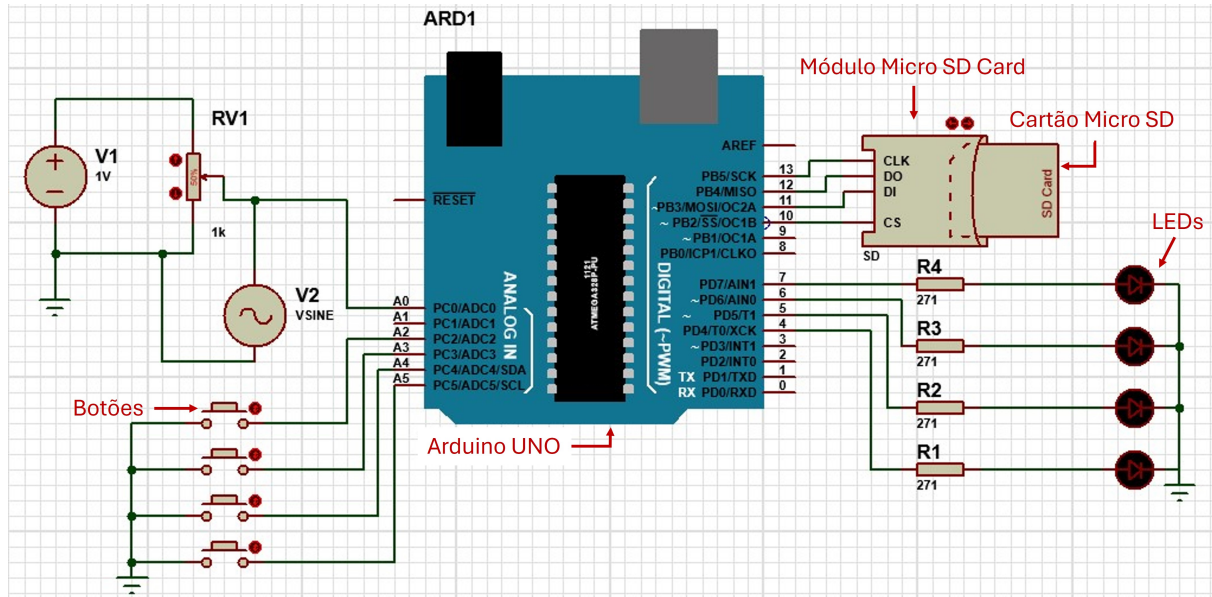 ARD1
Módulo Micro SD Card
Cartão Micro SD
LEDs
RV1
50%
1k
V1
1V
V2
VSINE
RESET
AREF
PB5/SCK 13
PB4/MISO 12
~PB3/MOSI/OC2A 11
~ PB2/SS/OC1B 10
~ PB1/OC1A 9
PB0/ICP1/CLKO 8
PD7/AIN1 7
~PD6/AIN0 6
~ PD5/T1 5
PD4/T0/XCK 4
~PD3/INT1 3
PD2/INT0 2
TX PD1/TXD 1
RX PD0/RXD 0
DIGITAL (~PWM)
ANALOG IN
1121
ATMEGA328P-PU
A0 PC0/ADC0
A1 PC1/ADC1
A2 PC2/ADC2
A3 PC3/ADC3
A4 PC4/ADC4/SDA
A5 PC5/ADC5/SCL
CLK
DO
DI
CS
SD
SD Card
R4
271
R3
271
R2
271
R1
271
Botões
Arduino UNO